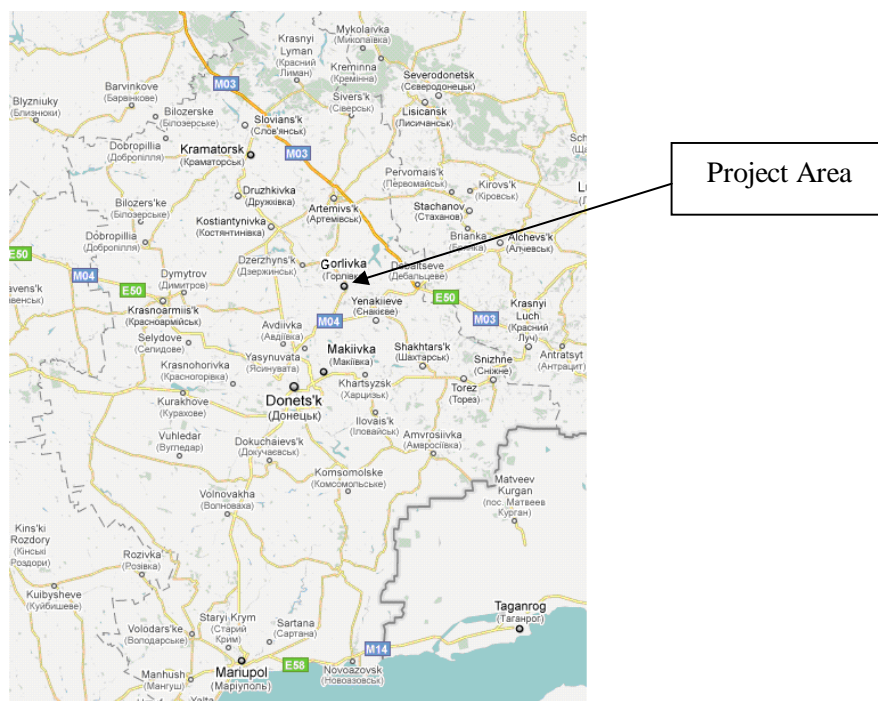 Mykolaivka
(Миколаївка)
Krasnyi
Lyman
(Красний
Лиман)
Kreminna
(Кремінна)
M03
Severodonetsk
(Сєвєродонецьк)
Barvinkove
(Барвінкове)
Blyzniuky
(Близнюки)
Sivers'k
(Сіверськ)
Bilozerske
(Білозерське)
Lisicansk
(Лисичанськ)
Slovians'k
(Слов'янськ)
Dobropillia
(Добропілля)
Kramatorsk
(Краматорськ)
M03
Pervomais'k
(Первомайськ)
Kirovs'k
(Кіровськ)
Project Area
Druzhkivka
(Дружківка)
Bilozers'ke
(Білозерське)
Artemivs'k
(Артемівськ)
Stachanov
(Стаханов)
Kostiantynivka
(Костянтинівка)
Dobropillia
(Добропілля)
Brianka
Alchevs'k
(Алчевськ)
E50
Dzerzhyns'k
(Дзержинськ)
Gorlivka
(Горлівка)
Debaltseve
(Дебальцеве)
M04
Dymytrov
(Димитров)
E50
E50
Krasnoarmiis'k
(Красноармійськ)
Yenakiieve
(Єнакієве)
M04
M03
Krasnyi
Luch
(Красний
Луч)
Avdiivka
(Авдіївка)
Selydove
(Селидове)
Yasynuvata
(Ясинувата)
Makiivka
(Макіївка)
Shakhtars'k
(Шахтарськ)
Snizhne
(Сніжне)
Antratsyt
(Антрацит)
Krasnohorivka
(Красногорівка)
Khartsyzsk
(Харцизськ)
Torez
(Торез)
Kurakhove
(Курахове)
Donets'k
(Донецьк)
Ilovais'k
(Іловайськ)
Vuhledar
(Вугледар)
Dokuchaievs'k
(Докучаєвськ)
Amvrosiivka
(Амвросіївка)
Komsomolske
(Комсомольське)
Matveev
Kurgan
(пос. Матвеев
Курган)
Volnovakha
(Волноваха)
Kins'ki
Rozdory
(Кінські
Роздори)
Rozivka
(Розівка)
Kuibysheve
(Куйбишеве)
Taganrog
(Таганрог)
Staryi Krym
(Старий
Крим)
Sartana
(Сартана)
Volodars'ke
(Володарське)
M14
Mariupol
(Маріуполь)
E58
Novoazovsk
(Новоазовськ)
Manhush
(Мангуш)
Yalta